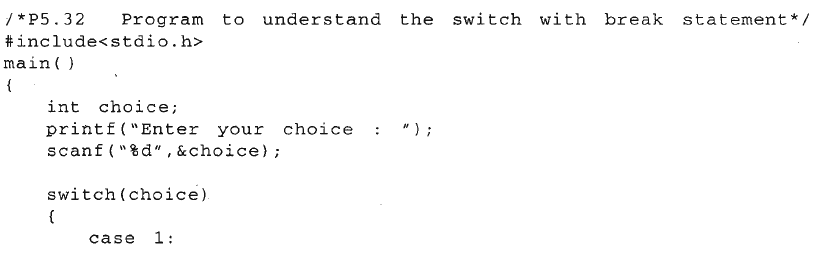 /*P5.32 Program to understand the switch with break statement*/
#include<stdio.h>
main()
{
int choice;
printf("Enter your choice : ");
scanf("%d",&choice);
switch(choice)
{
case 1: